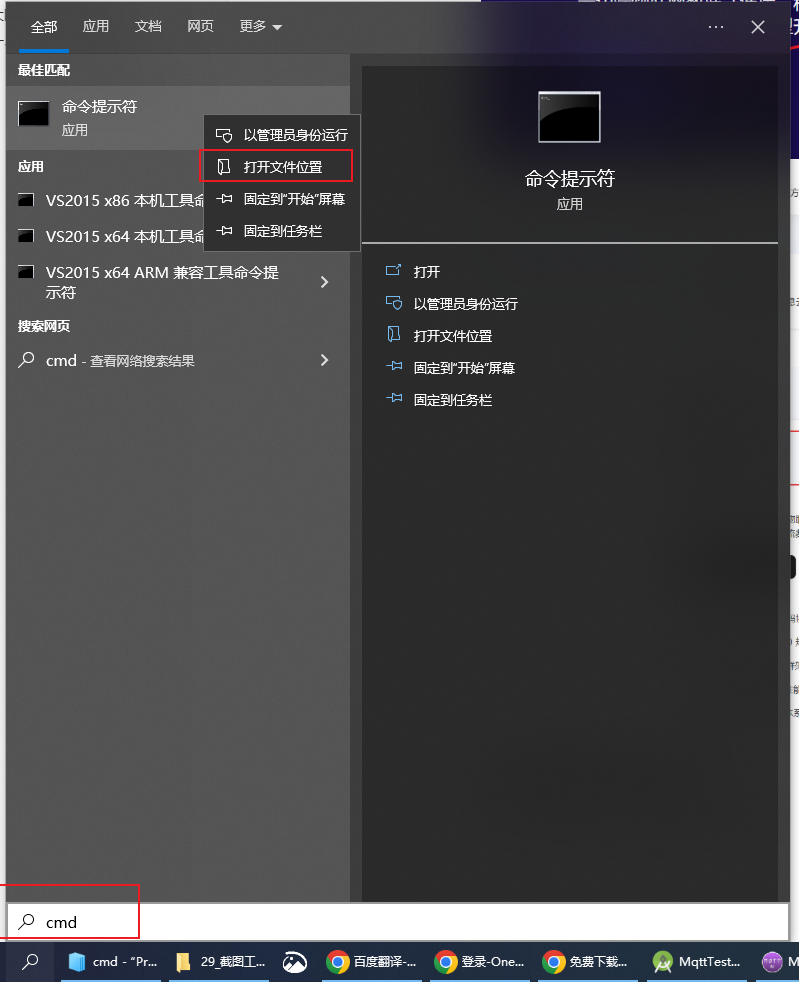 全部 应用 文档 网页 更多
最佳匹配
命令提示符
应用
以管理员身份运行
打开文件位置
固定到“开始”屏幕
固定到任务栏
应用
VS2015 x86 本机工具命
VS2015 x64 本机工具命
VS2015 x64 ARM 兼容工具命令提
示符
搜索网页
cmd - 查看网络搜索结果
命令提示符
应用
打开
以管理员身份运行
打开文件位置
固定到“开始”屏幕
固定到任务栏
cmd
cmd - “Pr... 29_截图工... 百度翻译-... 登录-One... 免费下载... MqttTest...